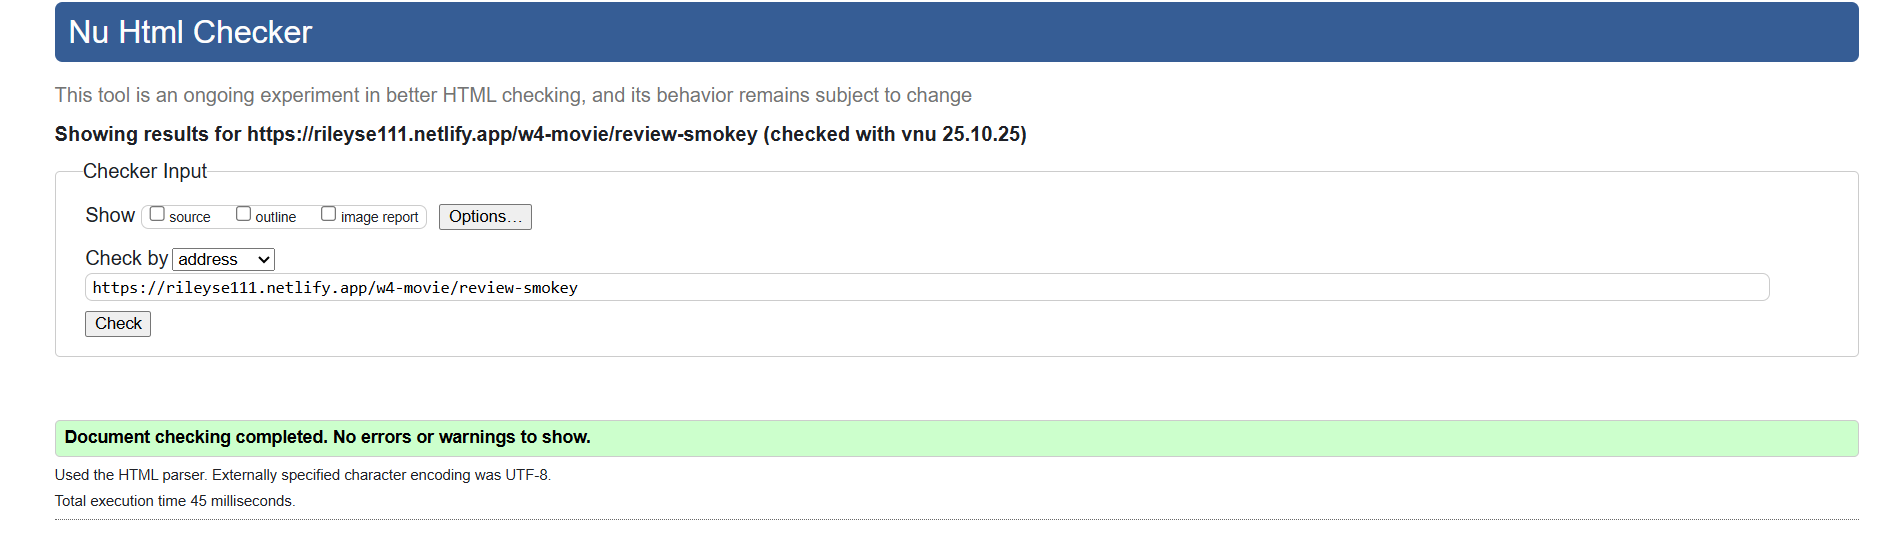 Nu Html Checker
This tool is an ongoing experiment in better HTML checking, and its behavior remains subject to change
Showing results for https://rileyse111.netlify.app/w4-movie/review-smokey (checked with vnu 25.10.25)
Checker Input
Show source outline image report Options...
Check by address
https://rileyse111.netlify.app/w4-movie/review-smokey
Check
Document checking completed. No errors or warnings to show.
Used the HTML parser. Externally specified character encoding was UTF-8.
Total execution time 45 milliseconds.